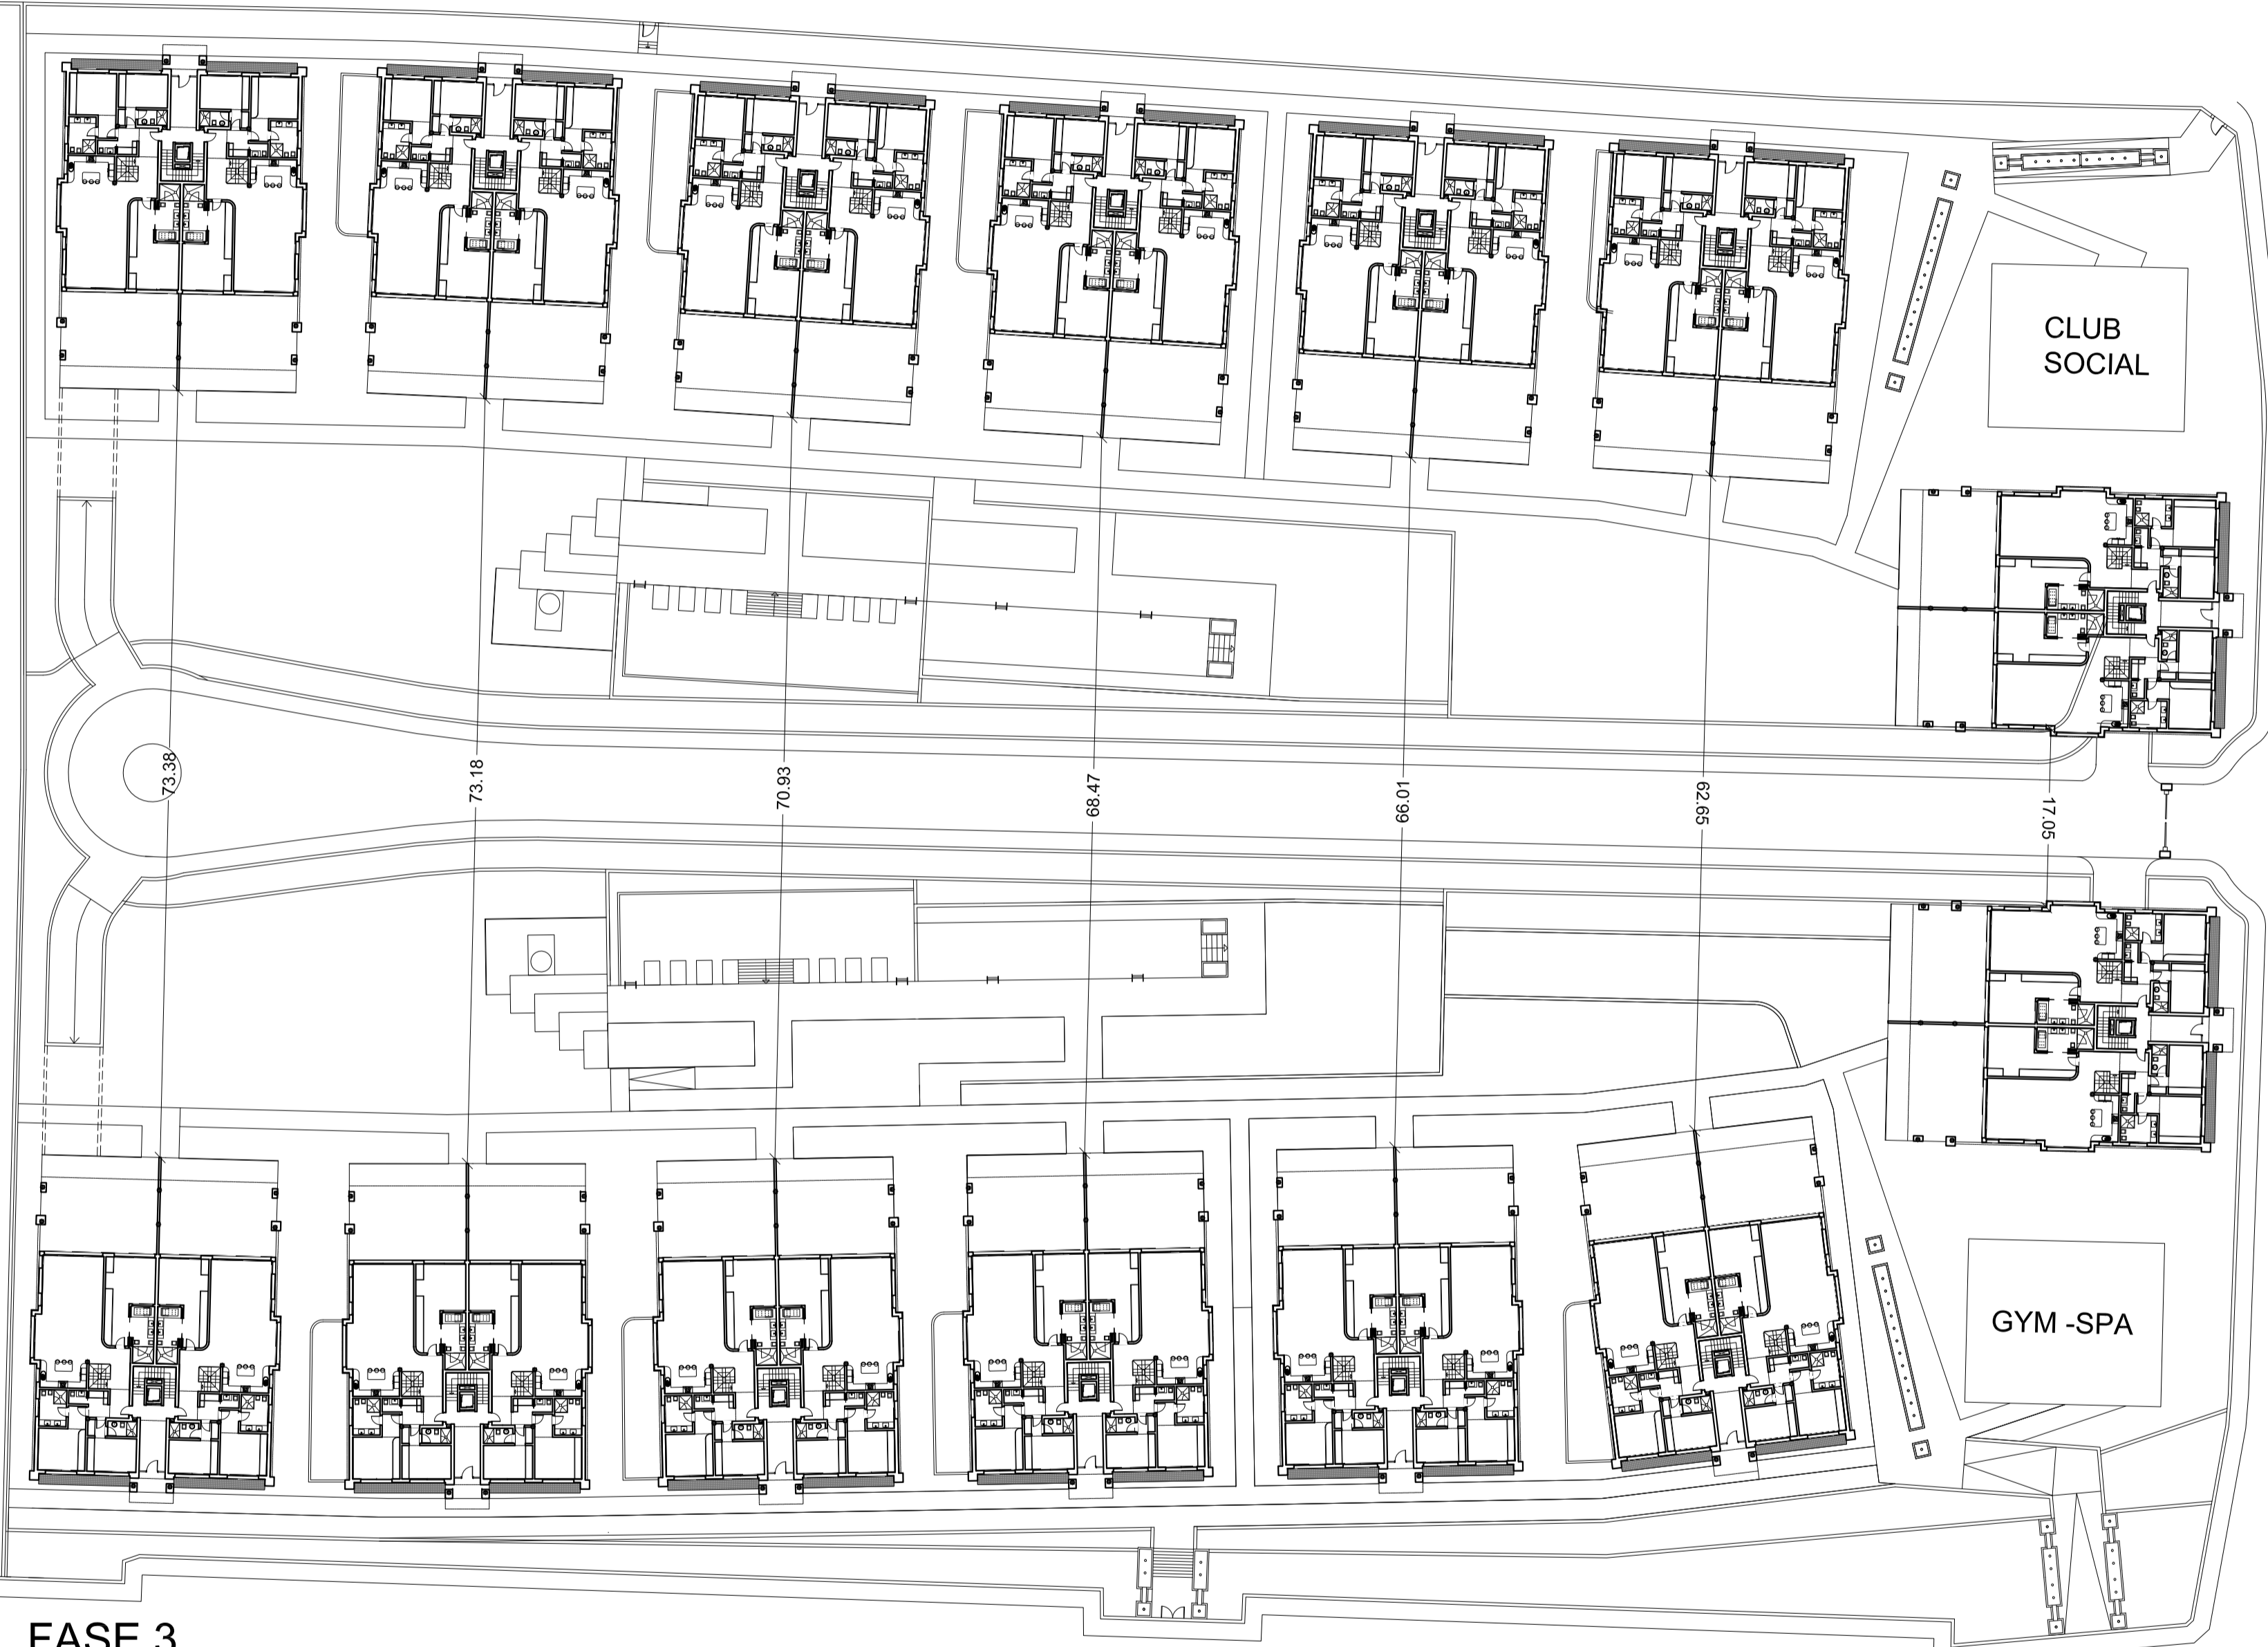 CLUB
SOCIAL
73.38
73.18
70.93
68.47
66.01
62.65
17.05
GYM -SPA
FASE 3